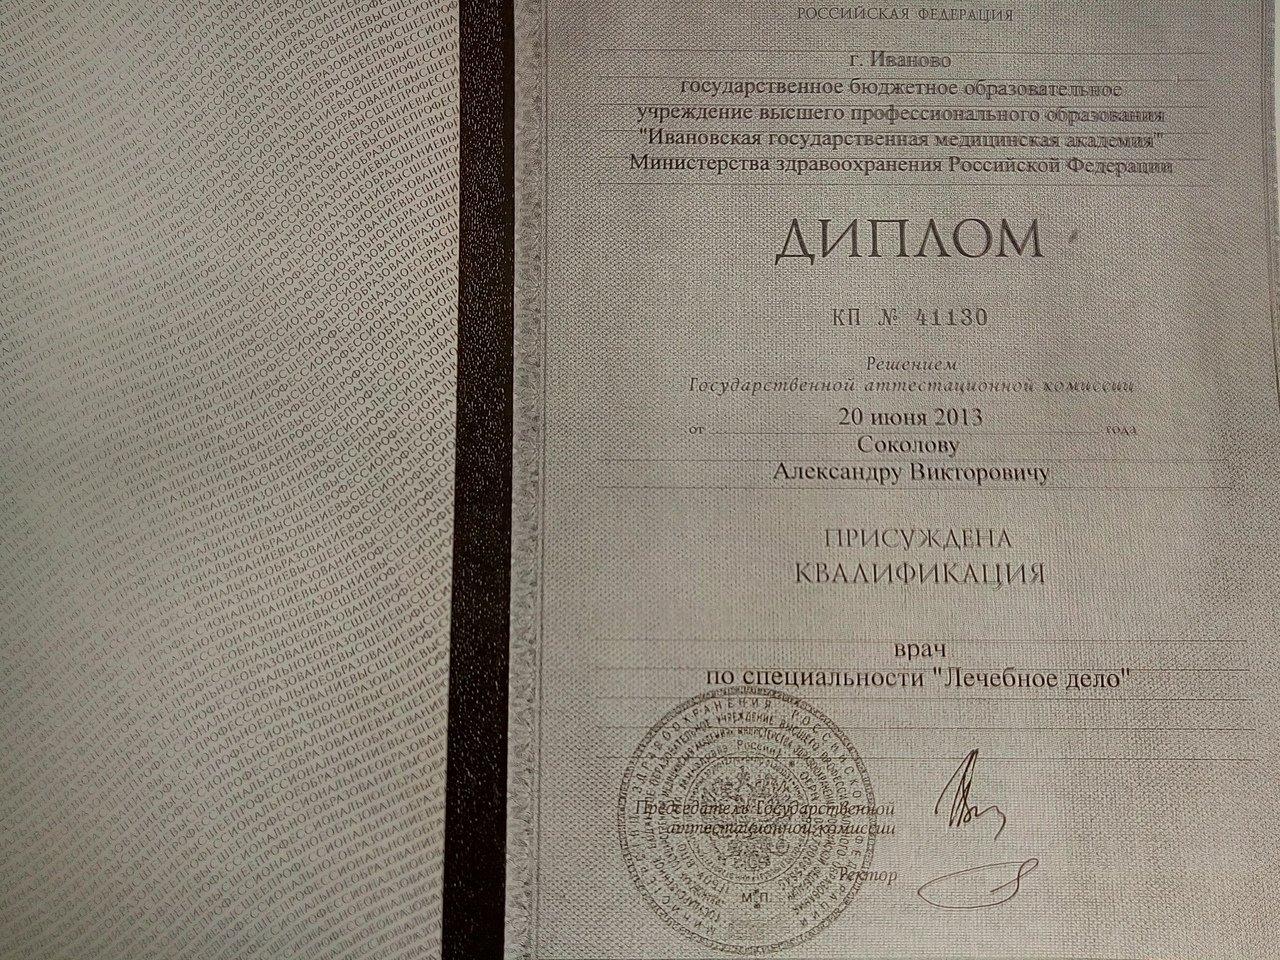 РОССИЙСКАЯ ФЕДЕРАЦИЯ
г. Иваново
государственное бюджетное образовательное
учреждение высшего профессионального образования
"Ивановская государственная медицинская академия"
Министерства здравоохранения Российской Федерации
ДИПЛОМ
КП № 41130
Решением
Государственной аттестационной комиссии
от 20 июня 2013 года
Соколову
Александру Викторовичу
ПРИСУЖДЕНА
КВАЛИФИКАЦИЯ
врач
по специальности "Лечебное дело"
Председатель Государственной
аттестационной комиссии
Ректор
М.П.